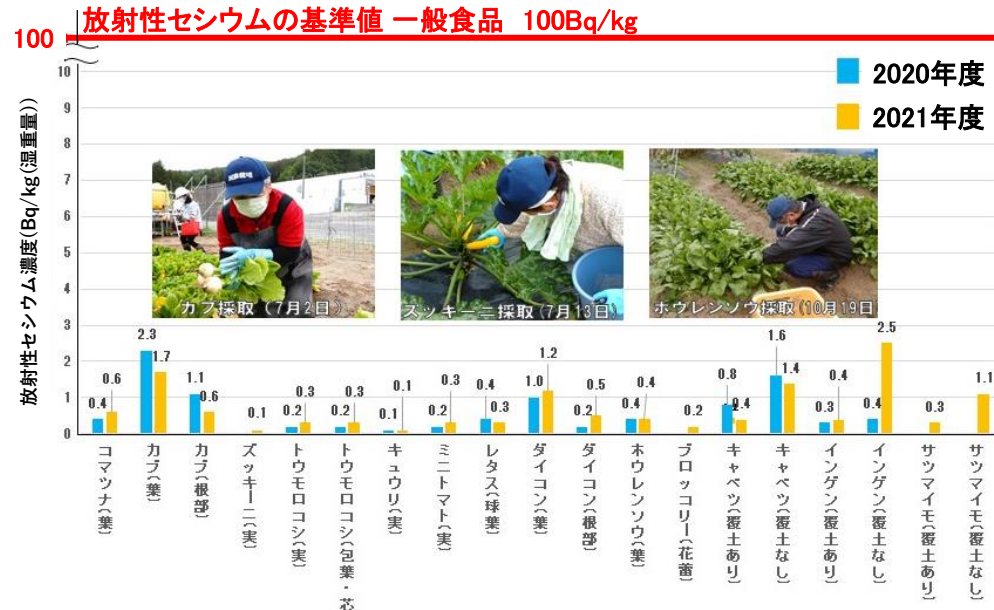 放射性セシウムの基準値 一般食品 100Bq/kg
100
2020年度
2021年度
放射性セシウム濃度(Bq/kg(湿重量))
10
9
8
7
6
5
4
3
2
1
0
カブ採取（7月2日）
ズッキーニ採取(7月13日)
ホウレンソウ採取(10月19日)
0.4
0.6
2.3
1.7
1.1
0.6
0.1
0.2
0.3
0.2
0.3
0.1
0.1
0.2
0.3
0.4
0.3
1.0
1.2
0.2
0.5
0.4
0.4
0.2
0.8
0.4
1.6
1.4
0.3
0.4
0.4
2.5
0.3
1.1
コマツナ(葉)
カブ(葉)
カブ(根部)
ズッキーニ(実)
トウモロコシ(実)
トウモロコシ(包葉・芯
キュウリ(実)
ミニトマト(実)
レタス(球葉)
ダイコン(葉)
ダイコン(根部)
ホウレンソウ(葉)
ブロッコリー(花蕾)
キャベツ(覆土あり)
キャベツ(覆土なし)
インゲン(覆土あり)
インゲン(覆土なし)
サツマイモ(覆土あり)
サツマイモ(覆土なし)